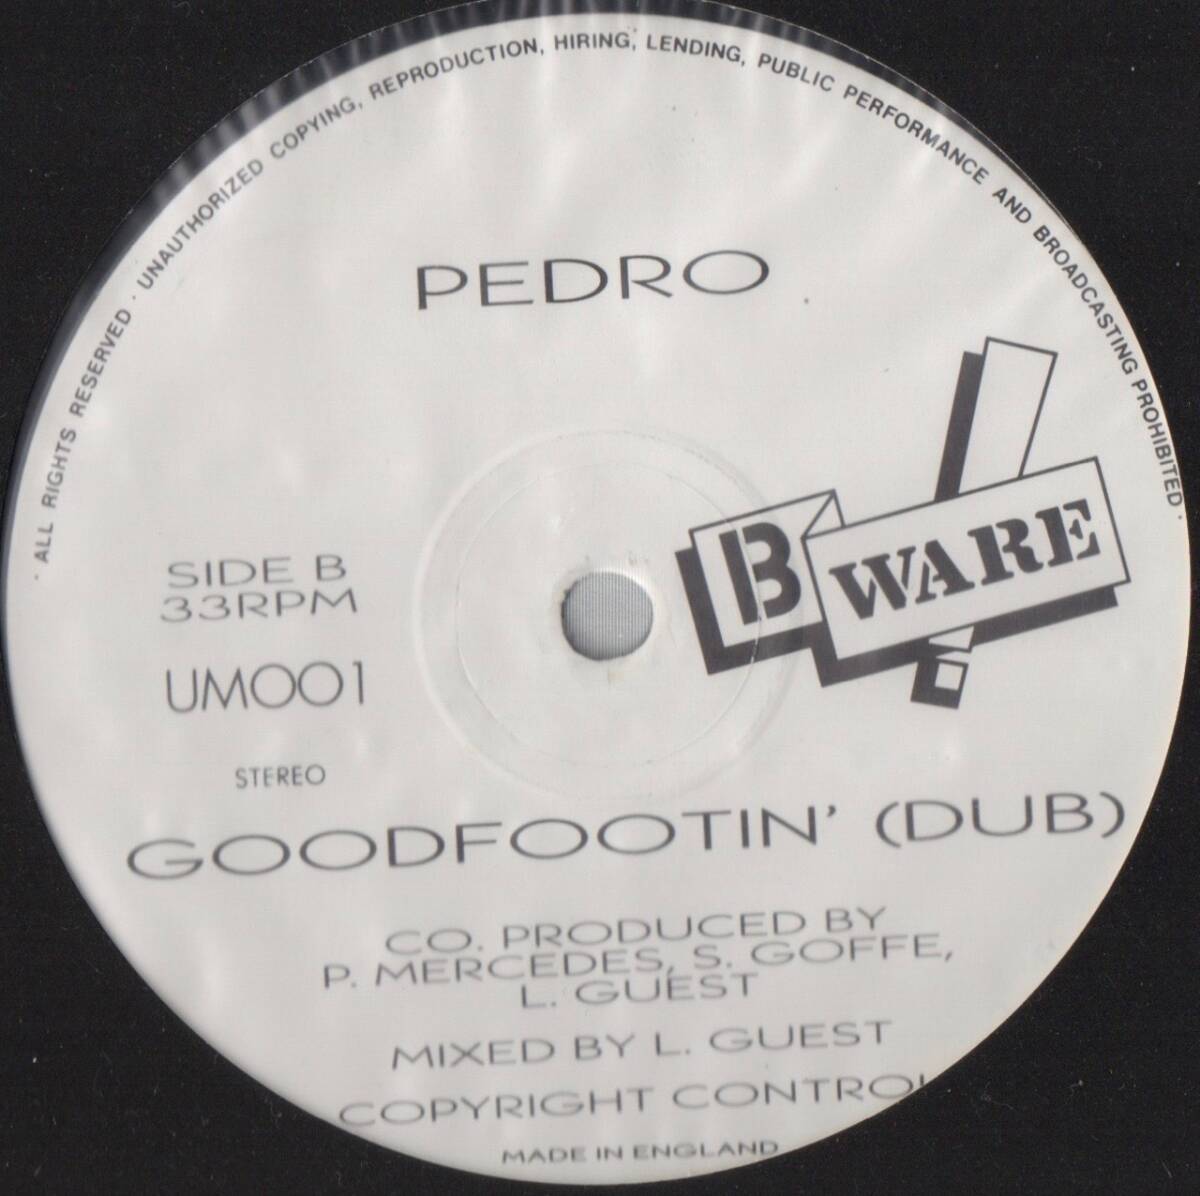 · ALL RIGHTS RESERVED · UNAUTHORIZED COPYING, REPRODUCTION, HIRING, LENDING, PUBLIC PERFORMANCE AND BROADCASTING PROHIBITED ·
PEDRO
B WARE
SIDE B
33RPM
UM001
STEREO
GOODFOOTIN' (DUB)
CO. PRODUCED BY
P. MERCEDES, S. GOFFE,
L. GUEST
MIXED BY L. GUEST
COPYRIGHT CONTROL
MADE IN ENGLAND